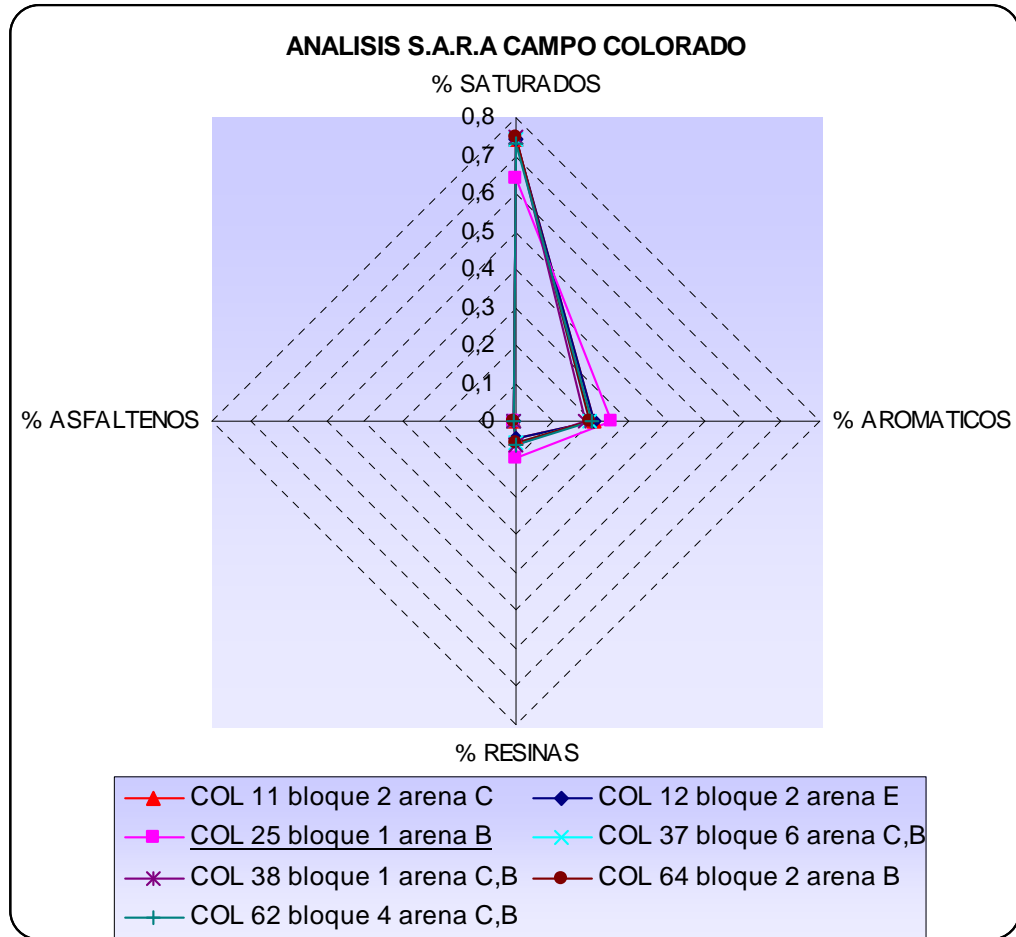 ANALISIS S.A.R.A CAMPO COLORADO
% SATURADOS
0,8
0,7
0,6
0,5
0,4
0,3
0,2
0,1
0
% ASFALTENOS
% AROMATICOS
% RESINAS
COL 11 bloque 2 arena C
COL 12 bloque 2 arena E
COL 25 bloque 1 arena B
COL 37 bloque 6 arena C,B
COL 38 bloque 1 arena C,B
COL 64 bloque 2 arena B
COL 62 bloque 4 arena C,B